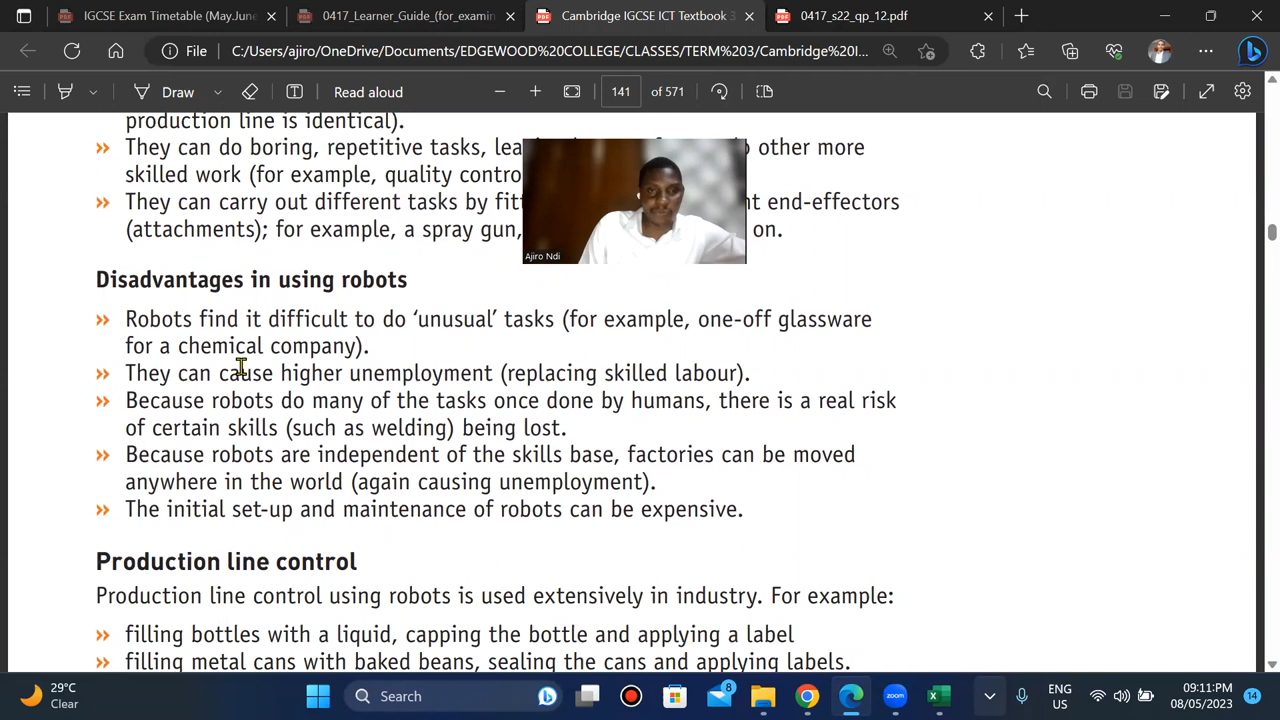 IGCSE Exam Timetable (May.June
0417_Learner_Guide_(for_examin
Cambridge IGCSE ICT Textbook 3
0417_s22_qp_12.pdf
File
C:/Users/ajiro/OneDrive/Documents/EDGEWOOD%20COLLEGE/CLASSES/TERM%203/Cambridge%20I...
Draw
Read aloud
141 of 571
production line is identical).
» They can do boring, repetitive tasks, other more
skilled work (for example, quality contro
» They can carry out different tasks by fit end-effectors
(attachments); for example, a spray gun, on.
Ajiro Ndi
Disadvantages in using robots
» Robots find it difficult to do ‘unusual’ tasks (for example, one-off glassware
for a chemical company).
» They can cause higher unemployment (replacing skilled labour).
» Because robots do many of the tasks once done by humans, there is a real risk
of certain skills (such as welding) being lost.
» Because robots are independent of the skills base, factories can be moved
anywhere in the world (again causing unemployment).
» The initial set-up and maintenance of robots can be expensive.
Production line control
Production line control using robots is used extensively in industry. For example:
» filling bottles with a liquid, capping the bottle and applying a label
» filling metal cans with baked beans, sealing the cans and applying labels.
29°C
Clear
Search
8
zoom
ENG
US
09:11:PM
08/05/2023
14